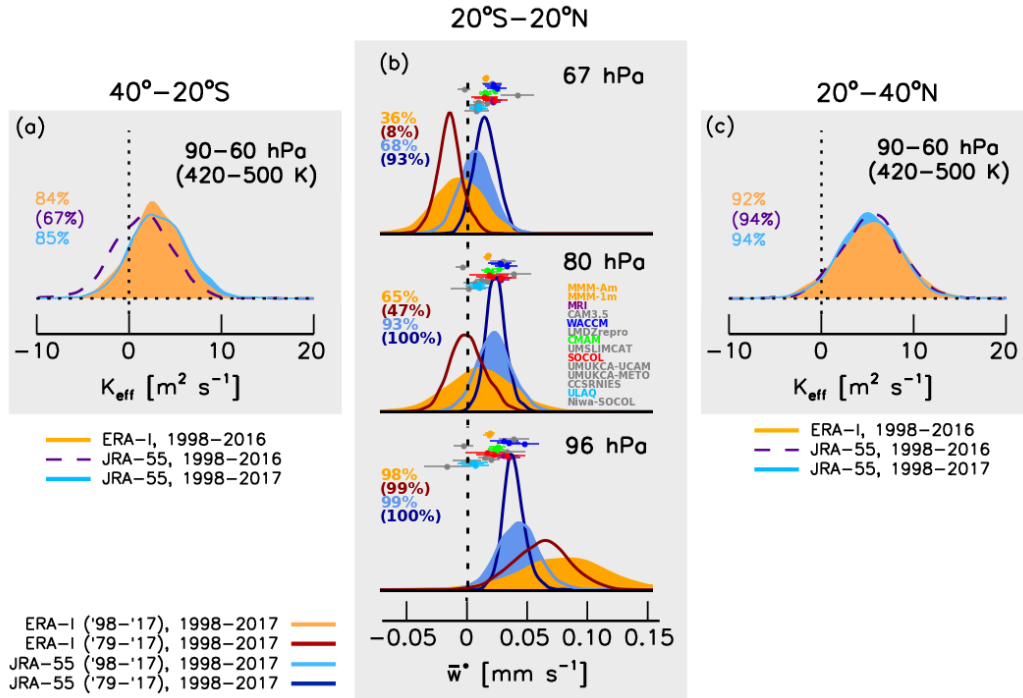 20°S–20°N
40°–20°S
20°–40°N
(a)
90–60 hPa
(420–500 K)
84%
(67%)
85%
−10 0 10 20
K_eff [m² s⁻¹]
ERA-I, 1998–2016
JRA-55, 1998–2016
JRA-55, 1998–2017
(b)
67 hPa
36%
(8%)
68%
(93%)
80 hPa
65%
(47%)
93%
(100%)
MMM-Am
MMM-1m
MRI
CAM3.5
WACCM
LMDZrepro
CMAM
UMSLIMCAT
SOCOL
UMUKCA-UCAM
UMUKCA-METO
CCSRNIES
ULAQ
Niwa-SOCOL
96 hPa
98%
(99%)
99%
(100%)
−0.05 0 0.05 0.10 0.15
w̅* [mm s⁻¹]
(c)
90–60 hPa
(420–500 K)
92%
(94%)
94%
−10 0 10 20
K_eff [m² s⁻¹]
ERA-I, 1998–2016
JRA-55, 1998–2016
JRA-55, 1998–2017
ERA-I ('98–'17), 1998–2017
ERA-I ('79–'17), 1998–2017
JRA-55 ('98–'17), 1998–2017
JRA-55 ('79–'17), 1998–2017